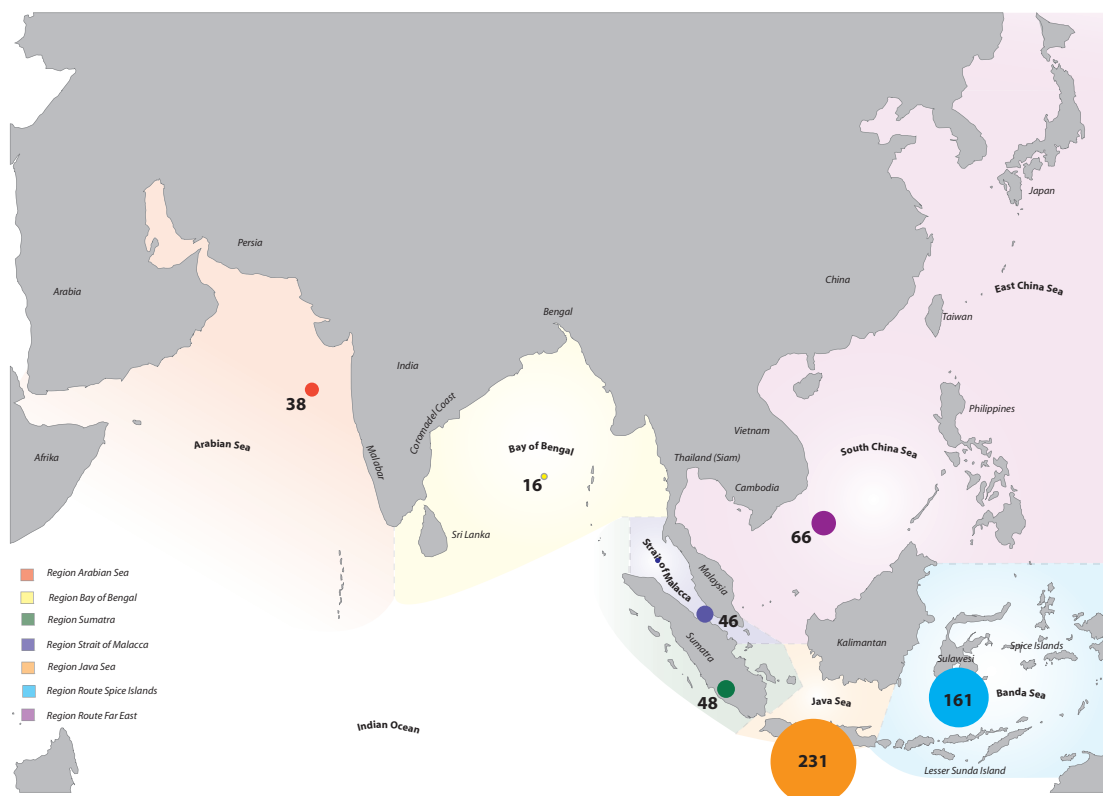 Japan
Persia
China
East China Sea
Arabia
Bengal
Taiwan
India
38
Coromadel Coast
Philippines
Arabian Sea
Vietnam
Afrika
Malabar
Bay of Bengal
South China Sea
Thailand (Siam)
16
Cambodja
Sri Lanka
66
Strait of Malacca
Malaysia
Region Arabian Sea
Region Bay of Bengal
Region Sumatra
Region Strait of Malacca
Region Java Sea
Region Route Spice Islands
Region Route Far East
46
Sumatra
Kalimantan
Spice Islands
Sulawesi
48
Java Sea
161
Banda Sea
Indian Ocean
231
Lesser Sunda Island